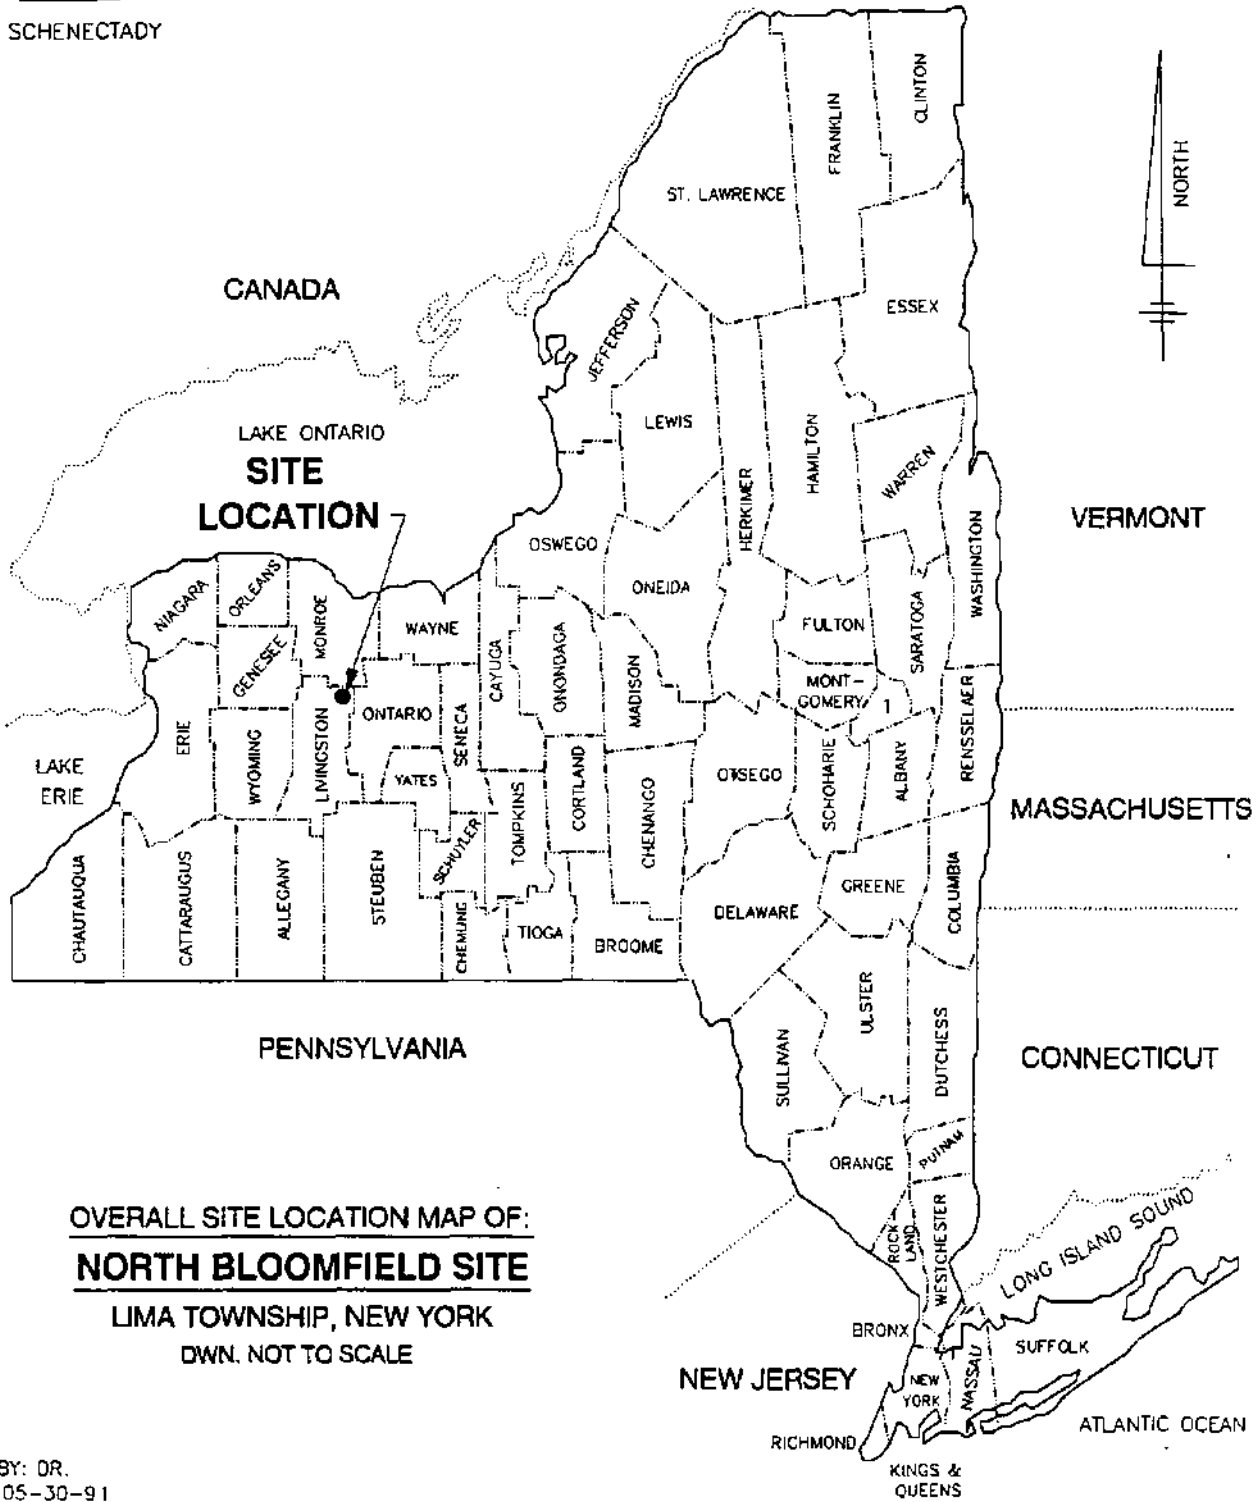 SCHENECTADY
CLINTON
FRANKLIN
ST. LAWRENCE
NORTH
CANADA
ESSEX
JEFFERSON
LAKE ONTARIO
LEWIS
HAMILTON
WARREN
SITE
LOCATION
HERKIMER
VERMONT
OSWEGO
WASHINGTON
ONEIDA
NIAGARA
ORLEANS
MONROE
WAYNE
FULTON
SARATOGA
GENESEE
CAYUGA
ONONDAGA
MADISON
MONT-
GOMERY
1
ONTARIO
SENECA
RENSSELAER
ERIE
WYOMING
LIVINGSTON
YATES
CORTLAND
OTSEGO
SCHOHARIE
ALBANY
LAKE
ERIE
MASSACHUSETTS
TOMPKINS
CHENANGO
SCHUYLER
CHAUTAUQUA
CATTARAUGUS
ALLEGANY
STEUBEN
GREENE
COLUMBIA
DELAWARE
CHEMUNG
TIOGA
BROOME
ULSTER
PENNSYLVANIA
SULLIVAN
DUTCHESS
CONNECTICUT
ORANGE
PUTNAM
OVERALL SITE LOCATION MAP OF:
NORTH BLOOMFIELD SITE
LIMA TOWNSHIP, NEW YORK
DWN. NOT TO SCALE
ROCK-
LAND
WESTCHESTER
LONG ISLAND SOUND
BRONX
SUFFOLK
NEW JERSEY
NEW
YORK
NASSAU
ATLANTIC OCEAN
RICHMOND
KINGS &
QUEENS
BY: DR.
05-30-91